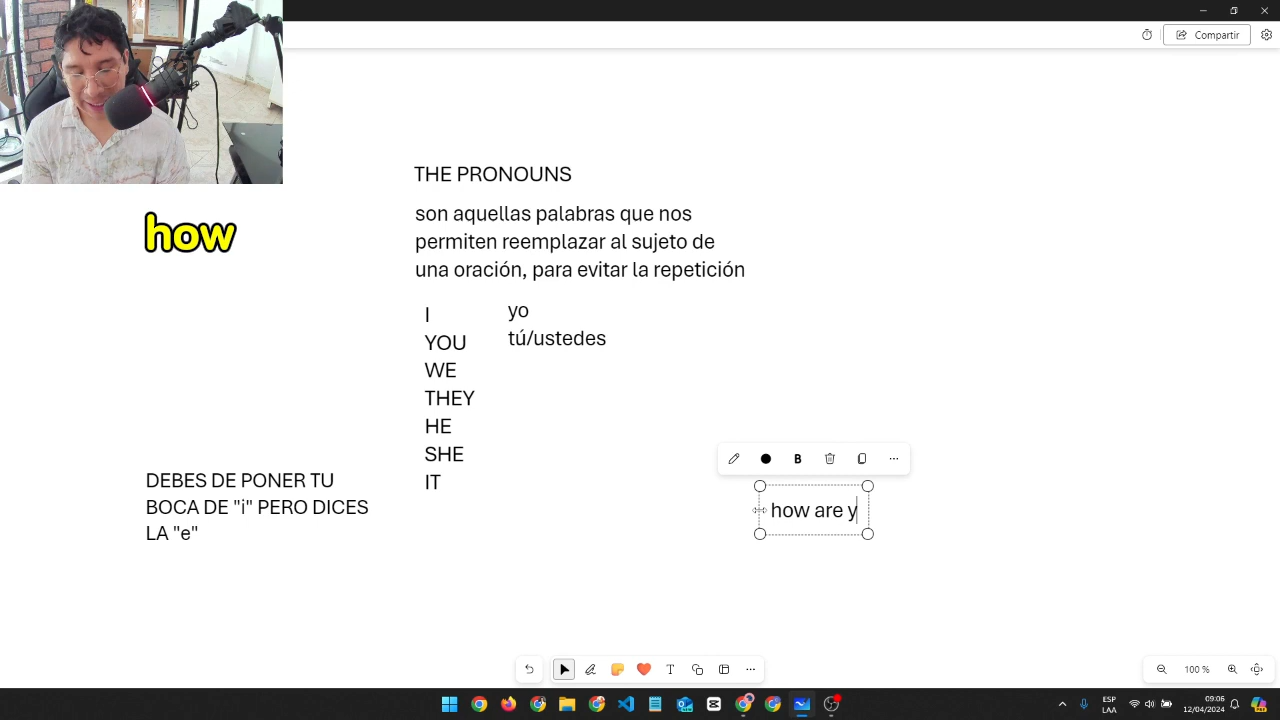 Compartir
THE PRONOUNS
son aquellas palabras que nos
permiten reemplazar al sujeto de
una oración, para evitar la repetición
how
I
YOU
WE
THEY
HE
SHE
IT
yo
tú/ustedes
DEBES DE PONER TU
BOCA DE "i" PERO DICES
LA "e"
B
how are y
T
100 %
ESP
LAA
09:06
12/04/2024